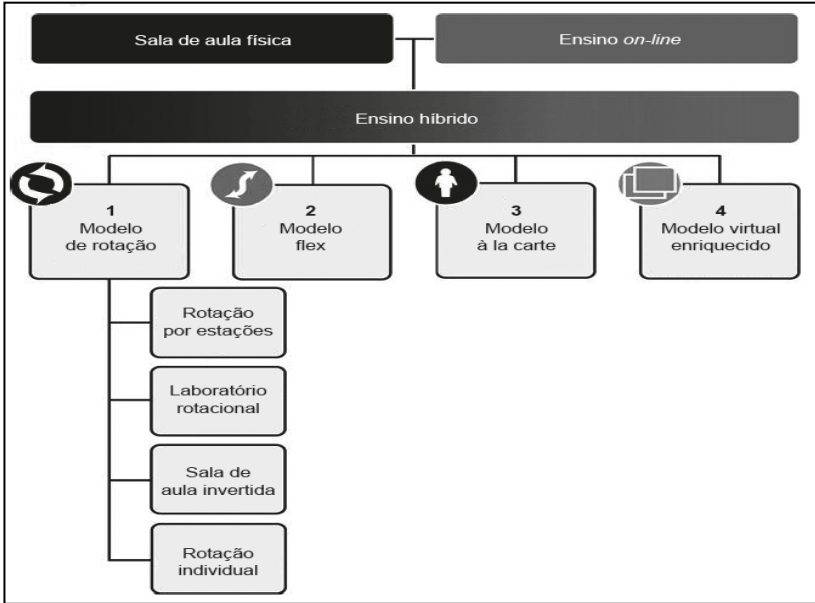 Sala de aula física
Ensino on-line
Ensino híbrido
1
Modelo
de rotação
2
Modelo
flex
3
Modelo
à la carte
4
Modelo virtual
enriquecido
Rotação
por estações
Laboratório
rotacional
Sala de
aula invertida
Rotação
individual